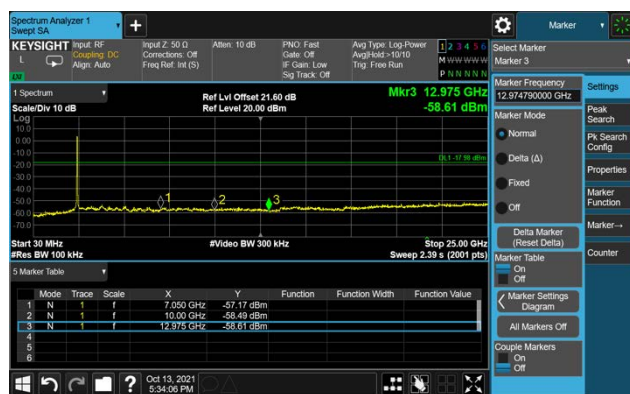 Spectrum Analyzer 1
Swept SA
Marker
KEYSIGHT
Input: RF
Coupling: DC
Align: Auto
Input Z: 50 Ω
Corrections: Off
Freq Ref: Int (S)
Atten: 10 dB
PNO: Fast
Gate: Off
IF Gain: Low
Sig Track: Off
Avg Type: Log-Power
Avg|Hold:>10/10
Trig: Free Run
1 2 3 4 5 6
M W W W W W
P N N N N N
L
Select Marker
Marker 3
1 Spectrum
Scale/Div 10 dB
Ref Lvl Offset 21.60 dB
Ref Level 20.00 dBm
Mkr3 12.975 GHz
-58.61 dBm
Log
10.0
0.00
-10.0
-20.0
-30.0
-40.0
-50.0
-60.0
-70.0
DL1 -17.98 dBm
1
2
3
Start 30 MHz
#Res BW 100 kHz
#Video BW 300 kHz
Stop 25.00 GHz
Sweep 2.39 s (2001 pts)
5 Marker Table
Mode Trace Scale X Y Function Function Width Function Value
1 N 1 f 7.050 GHz -57.17 dBm
2 N 1 f 10.00 GHz -58.49 dBm
3 N 1 f 12.975 GHz -58.61 dBm
4
5
6
Marker Frequency
12.974790000 GHz
Marker Mode
Normal
Delta (Δ)
Fixed
Off
Delta Marker
(Reset Delta)
Marker Table
On
Off
Marker Settings
Diagram
All Markers Off
Couple Markers
On
Off
Settings
Peak
Search
Pk Search
Config
Properties
Marker
Function
Marker→
Counter
Oct 13, 2021
5:34:06 PM